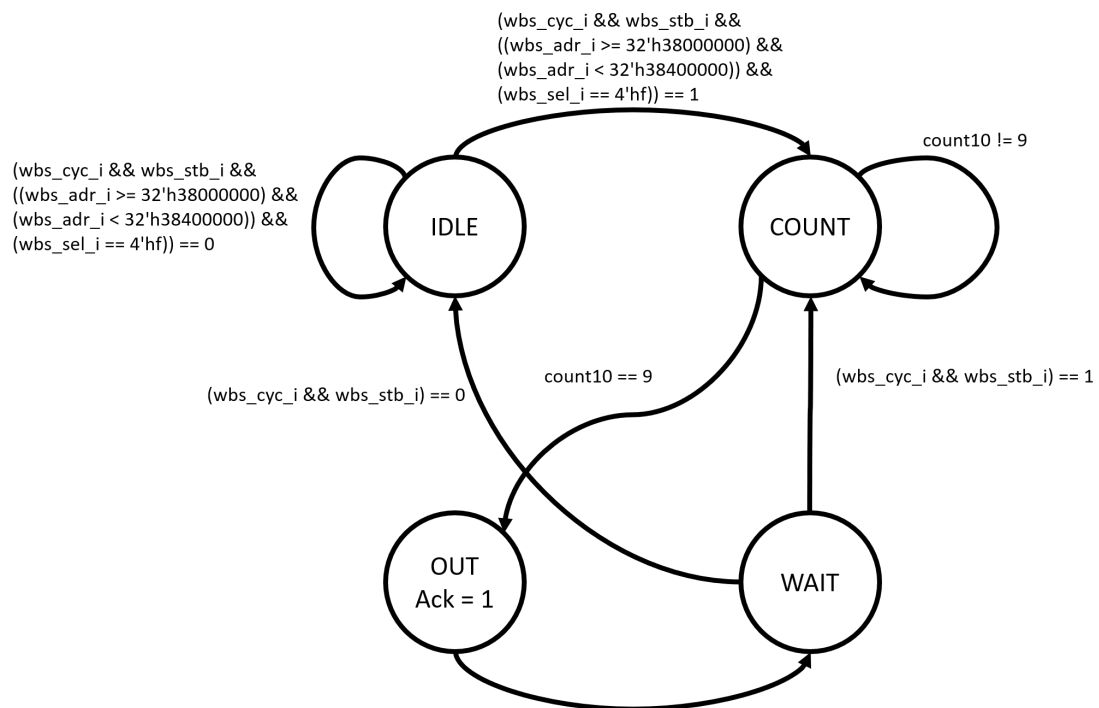 (wbs_cyc_i && wbs_stb_i &&
((wbs_adr_i >= 32'h38000000) &&
(wbs_adr_i < 32'h38400000)) &&
(wbs_sel_i == 4'hf)) == 1
count10 != 9
(wbs_cyc_i && wbs_stb_i &&
((wbs_adr_i >= 32'h38000000) &&
(wbs_adr_i < 32'h38400000)) &&
(wbs_sel_i == 4'hf)) == 0
IDLE
COUNT
count10 == 9
(wbs_cyc_i && wbs_stb_i) == 1
(wbs_cyc_i && wbs_stb_i) == 0
OUT
Ack = 1
WAIT